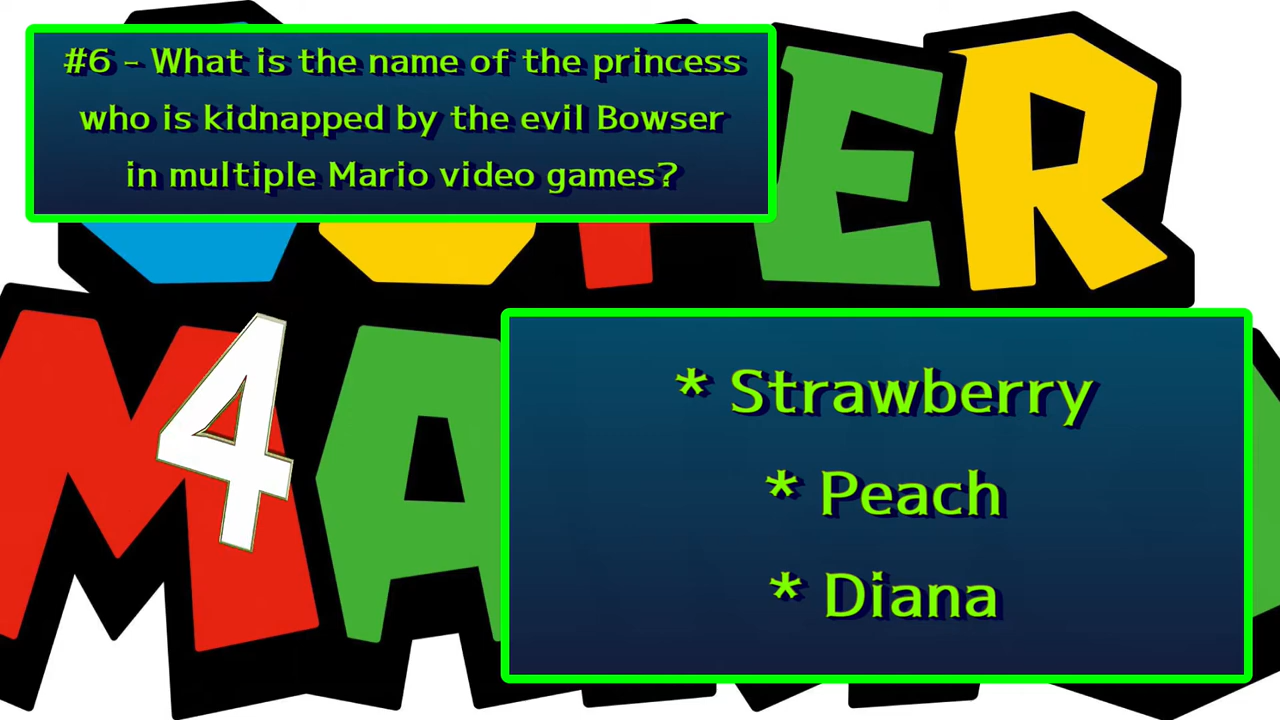 #6 - What is the name of the princess
who is kidnapped by the evil Bowser
in multiple Mario video games?
4
* Strawberry
* Peach
* Diana